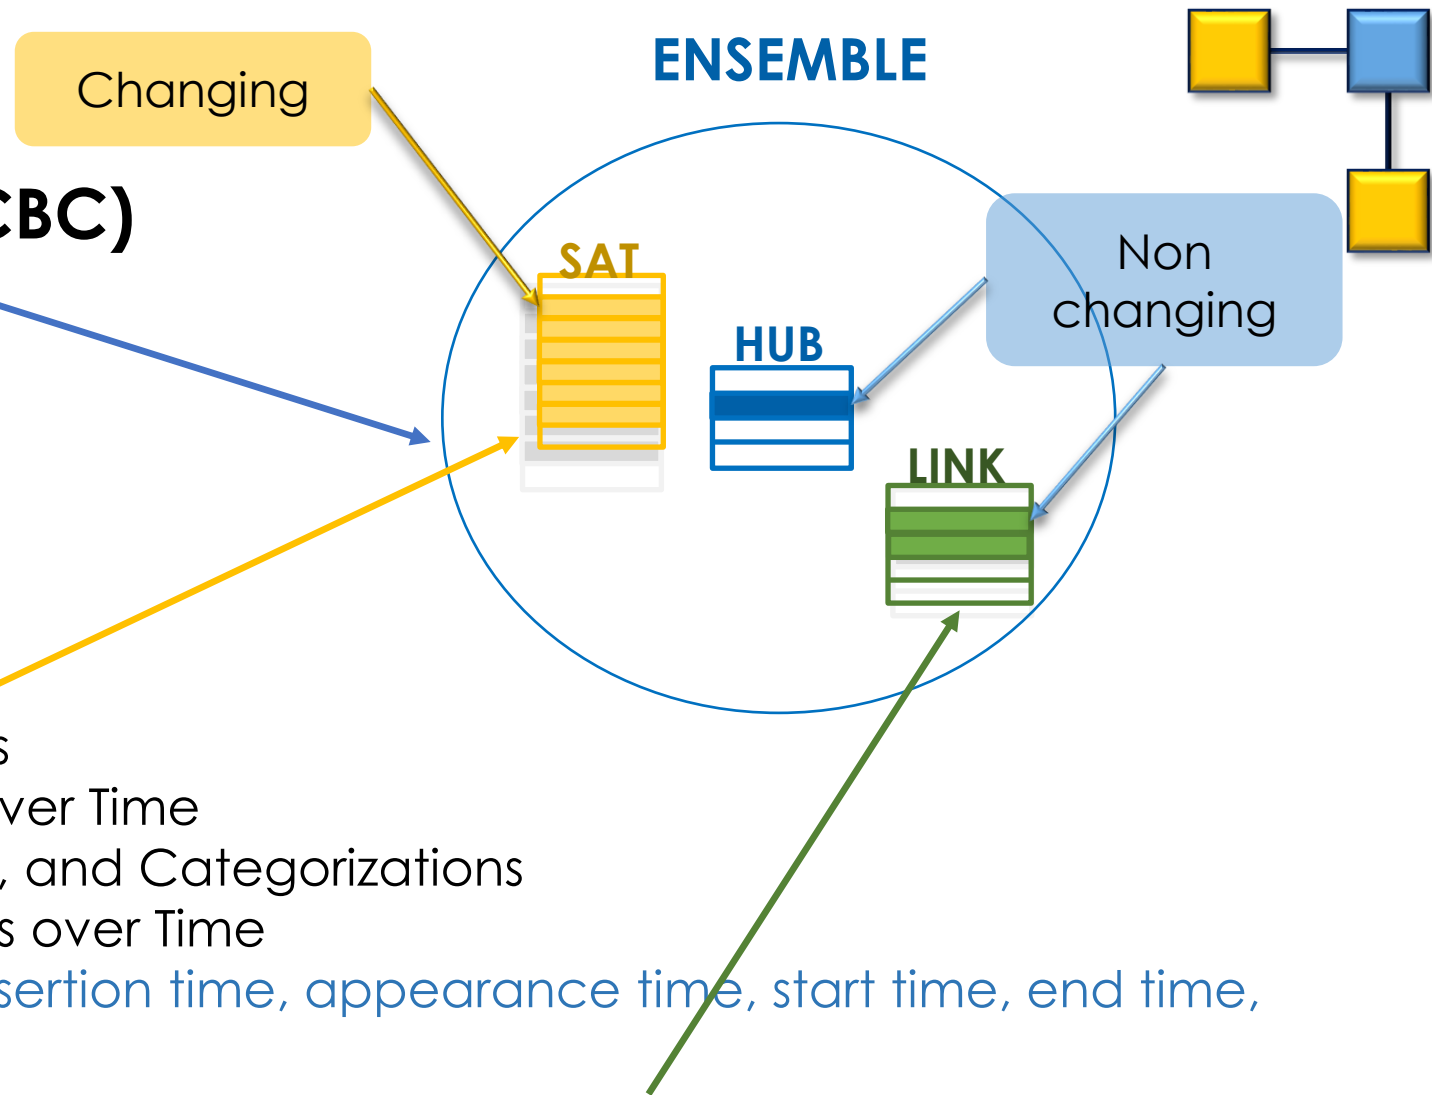 ENSEMBLE
Changing
CBC)
SAT
Non
changing
HUB
LINK
s
ver Time
, and Categorizations
s over Time
sertion time, appearance time, start time, end time,